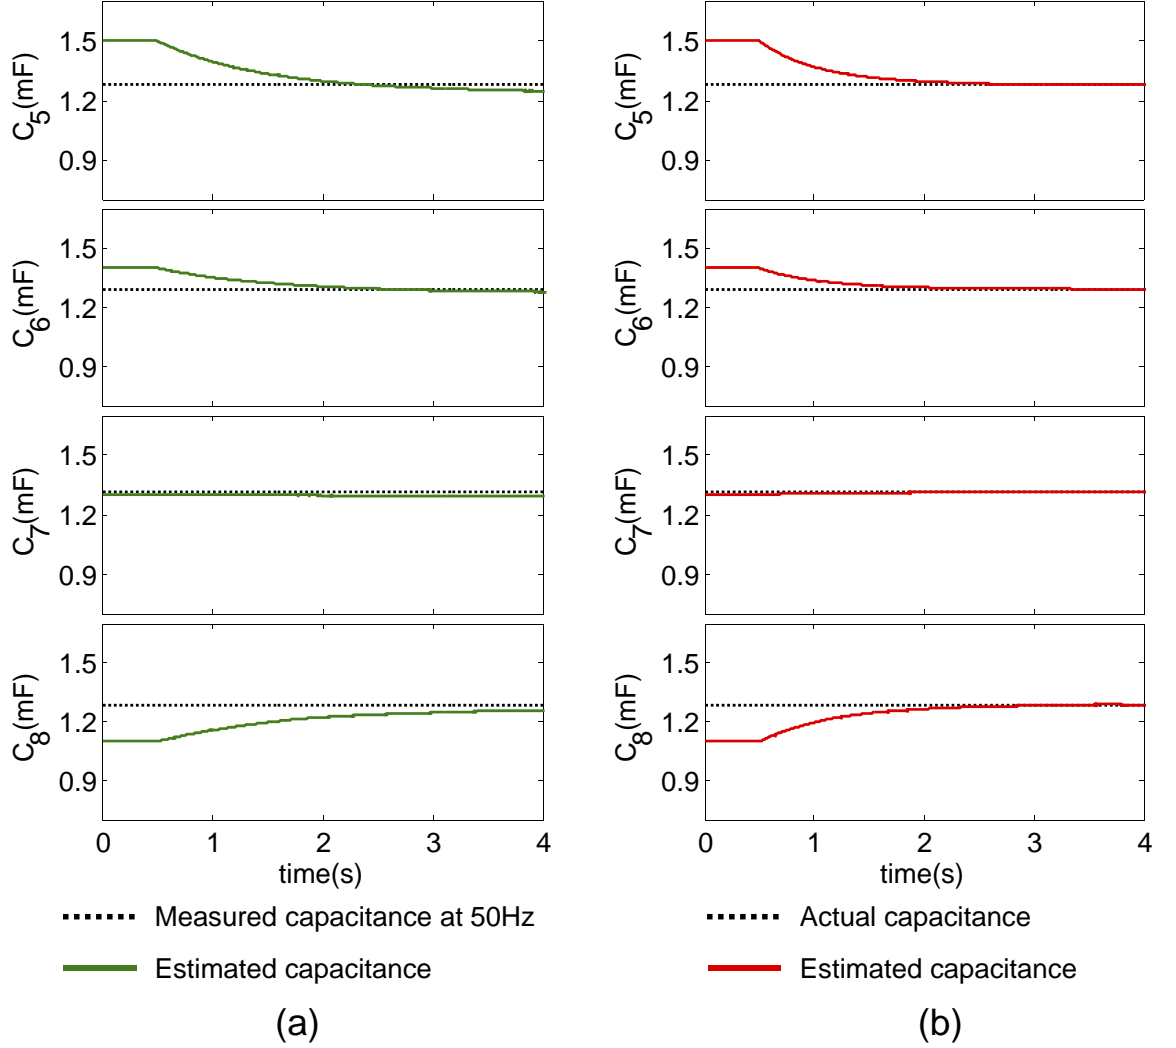 1.5 1.5
C5(mF) 1.2 C5(mF) 1.2
0.9 0.9
1.5 1.5
C6(mF) 1.2 C6(mF) 1.2
0.9 0.9
1.5 1.5
C7(mF) 1.2 C7(mF) 1.2
0.9 0.9
1.5 1.5
C8(mF) 1.2 C8(mF) 1.2
0.9 0.9
0 1 2 3 4 0 1 2 3 4
time(s) time(s)
Measured capacitance at 50Hz Actual capacitance
Estimated capacitance Estimated capacitance
(a) (b)